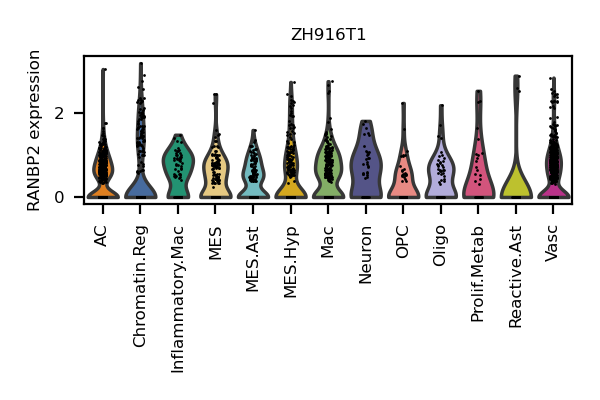 ZH916T1
RANBP2 expression
2
0
AC
Chromatin.Reg
Inflammatory.Mac
MES
MES.Ast
MES.Hyp
Mac
Neuron
OPC
Oligo
Prolif.Metab
Reactive.Ast
Vasc